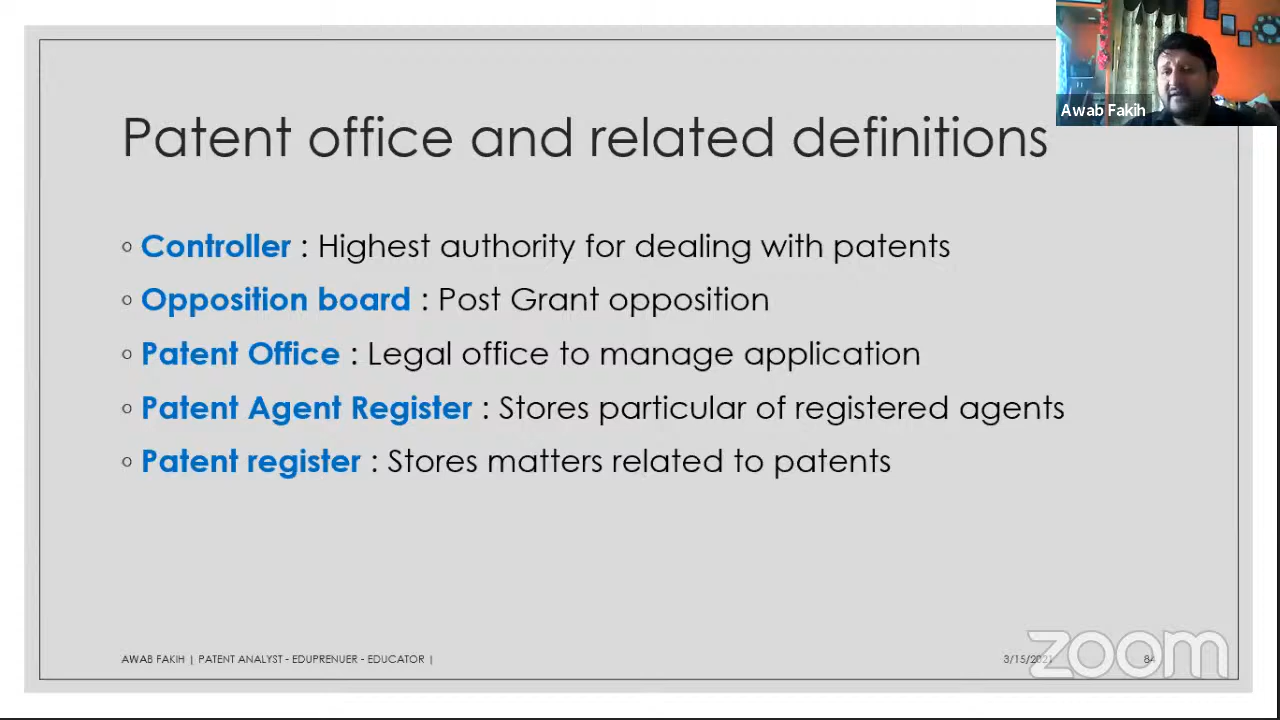 Awab Fakih
Patent office and related definitions
Controller : Highest authority for dealing with patents
Opposition board : Post Grant opposition
Patent Office : Legal office to manage application
Patent Agent Register : Stores particular of registered agents
Patent register : Stores matters related to patents
AWAB FAKIH | PATENT ANALYST - EDUPRENUER - EDUCATOR |
3/15/2021
84
zoom